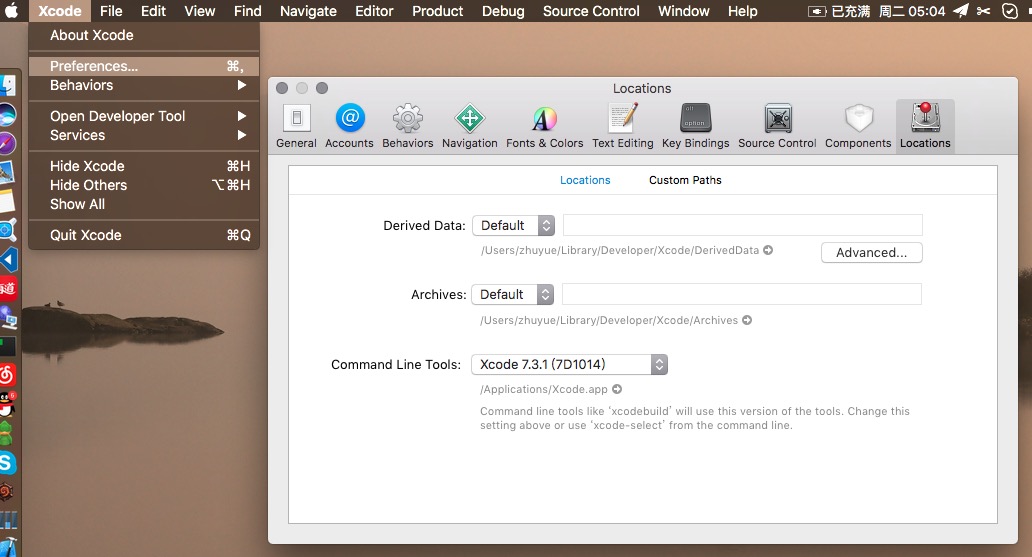 Xcode File Edit View Find Navigate Editor Product Debug Source Control Window Help 已充满 周二 05:04
About Xcode
Preferences... ⌘,
Behaviors ▶
Open Developer Tool ▶
Services ▶
Hide Xcode ⌘H
Hide Others ⌥⌘H
Show All
Quit Xcode ⌘Q
Locations
General Accounts Behaviors Navigation Fonts & Colors Text Editing Key Bindings Source Control Components Locations
Locations Custom Paths
Derived Data: Default
/Users/zhuyue/Library/Developer/Xcode/DerivedData
Advanced...
Archives: Default
/Users/zhuyue/Library/Developer/Xcode/Archives
Command Line Tools: Xcode 7.3.1 (7D1014)
/Applications/Xcode.app
Command line tools like ‘xcodebuild’ will use this version of the tools. Change this
setting above or use ‘xcode-select’ from the command line.